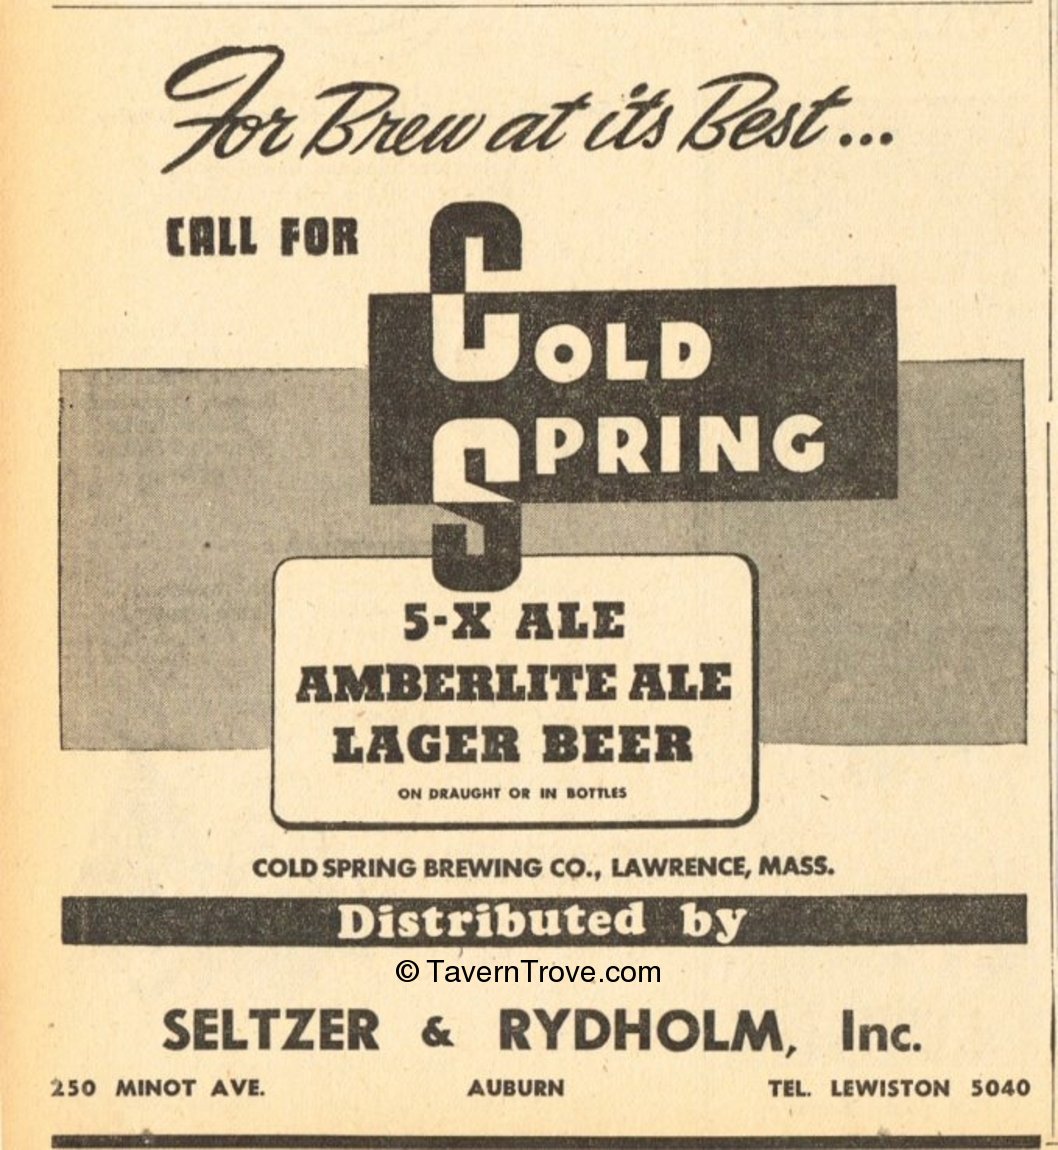 For Brew at its Best...
CALL FOR
COLD
SPRING
5-X ALE
AMBERLITE ALE
LAGER BEER
ON DRAUGHT OR IN BOTTLES
COLD SPRING BREWING CO., LAWRENCE, MASS.
Distributed by
© TavernTrove.com
SELTZER & RYDHOLM, Inc.
250 MINOT AVE. AUBURN TEL. LEWISTON 5040